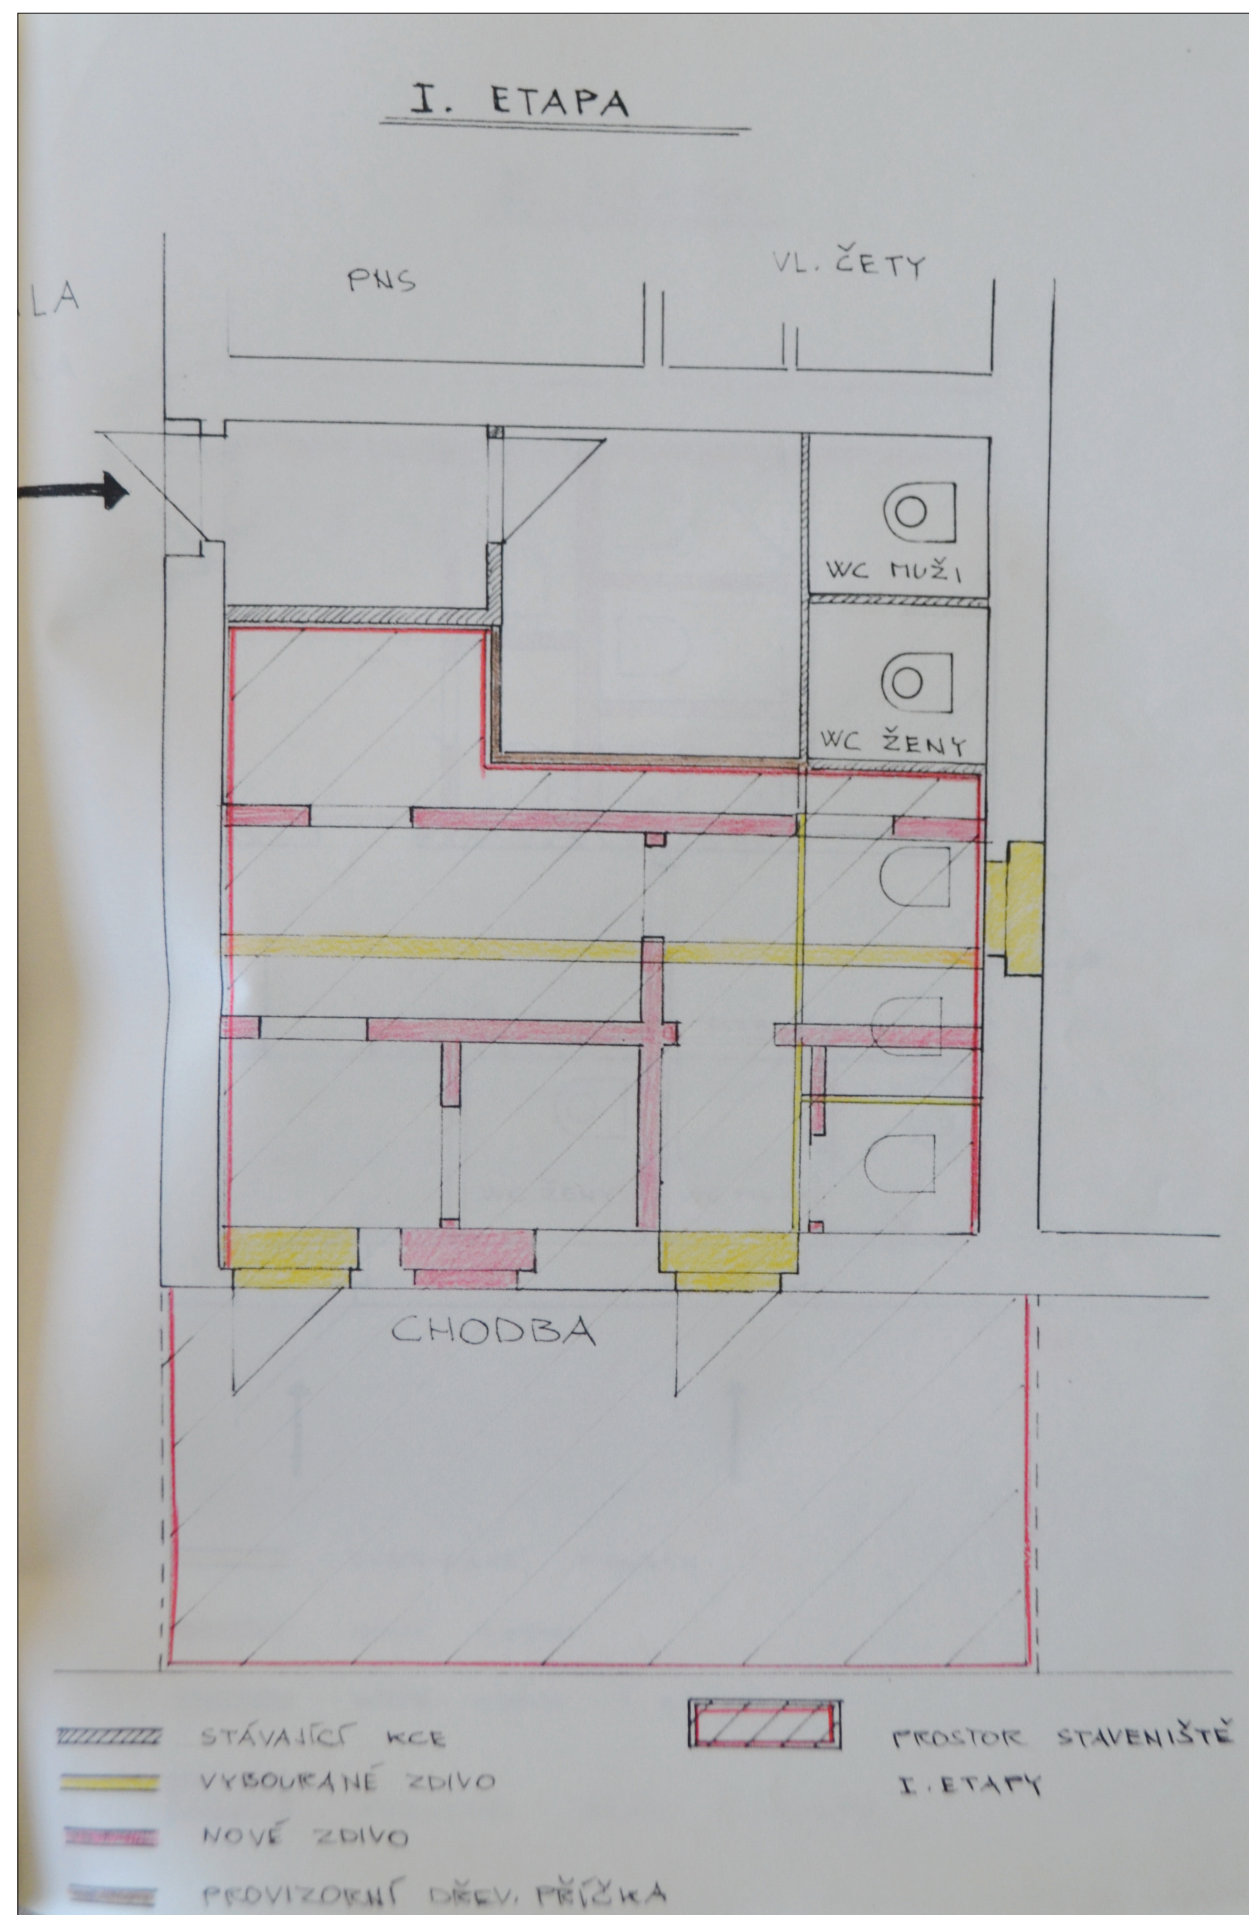 I. ETAPA
PNS
VL. ČETY
LA
WC MUŽI
WC ŽENY
CHODBA
STÁVAJÍCÍ KCE
VYBOURANÉ ZDIVO
NOVÉ ZDIVO
PROVIZORNÍ DŘEV. PŘÍČKA
PROSTOR STAVENIŠTĚ
I. ETAPY